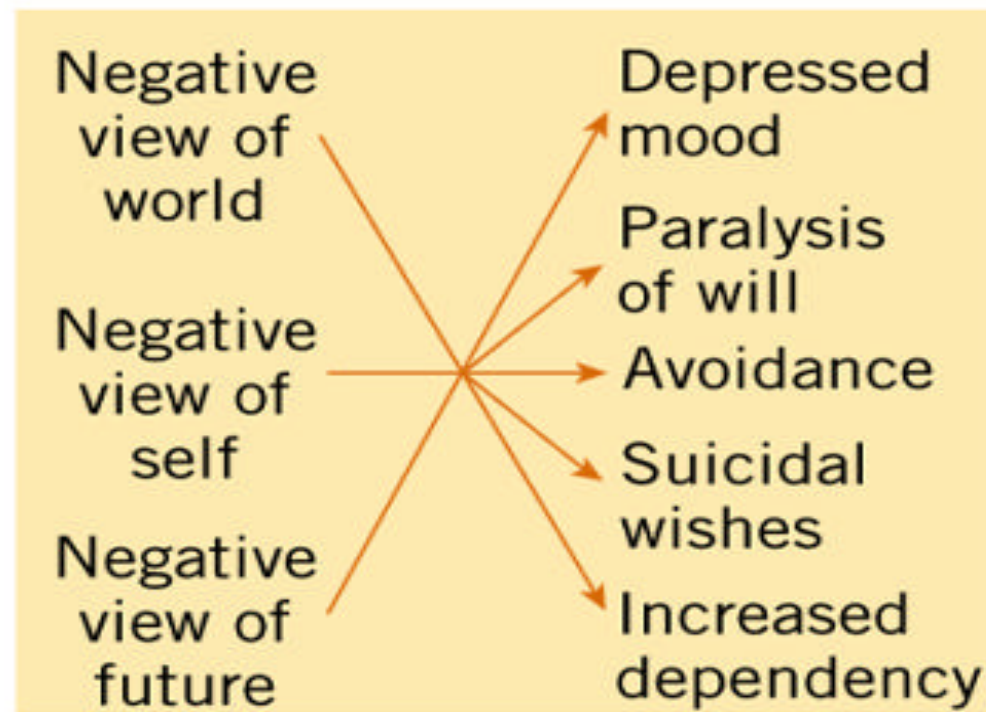 Negative
view of
world
Negative
view of
self
Negative
view of
future
Depressed
mood
Paralysis
of will
Avoidance
Suicidal
wishes
Increased
dependency